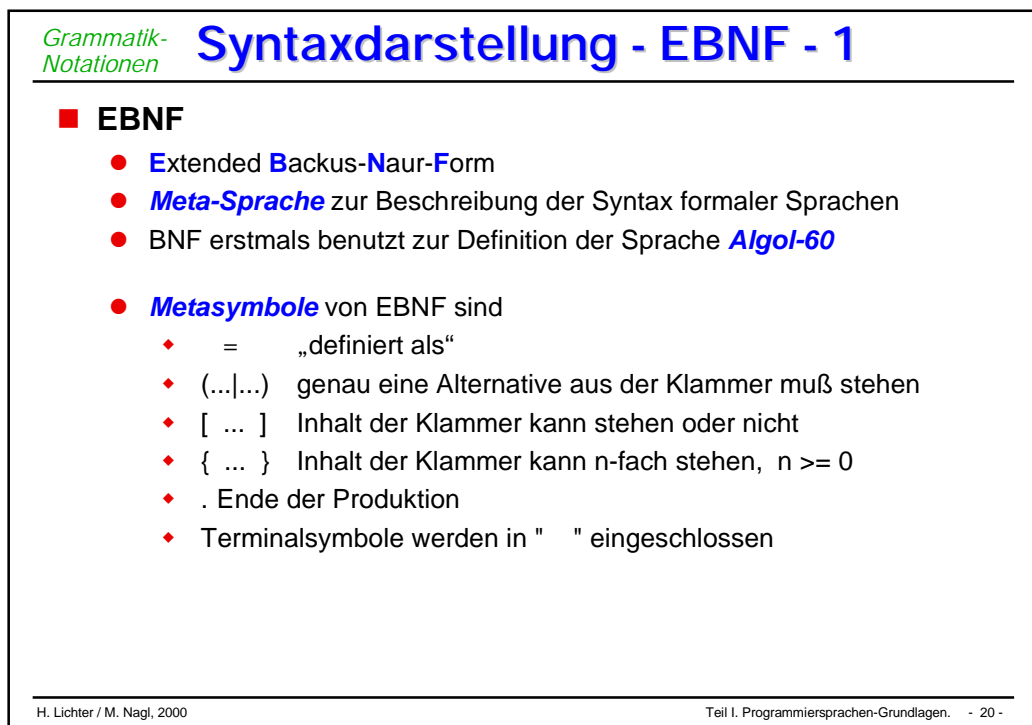 Grammatik-
Notationen
Syntaxdarstellung - EBNF - 1
EBNF
Extended Backus-Naur-Form
Meta-Sprache zur Beschreibung der Syntax formaler Sprachen
BNF erstmals benutzt zur Definition der Sprache Algol-60
Metasymbole von EBNF sind
= „definiert als“
(...|...) genau eine Alternative aus der Klammer muß stehen
[ ... ] Inhalt der Klammer kann stehen oder nicht
{ ... } Inhalt der Klammer kann n-fach stehen, n >= 0
. Ende der Produktion
Terminalsymbole werden in " " eingeschlossen
H. Lichter / M. Nagl, 2000 Teil I. Programmiersprachen-Grundlagen. - 20 -